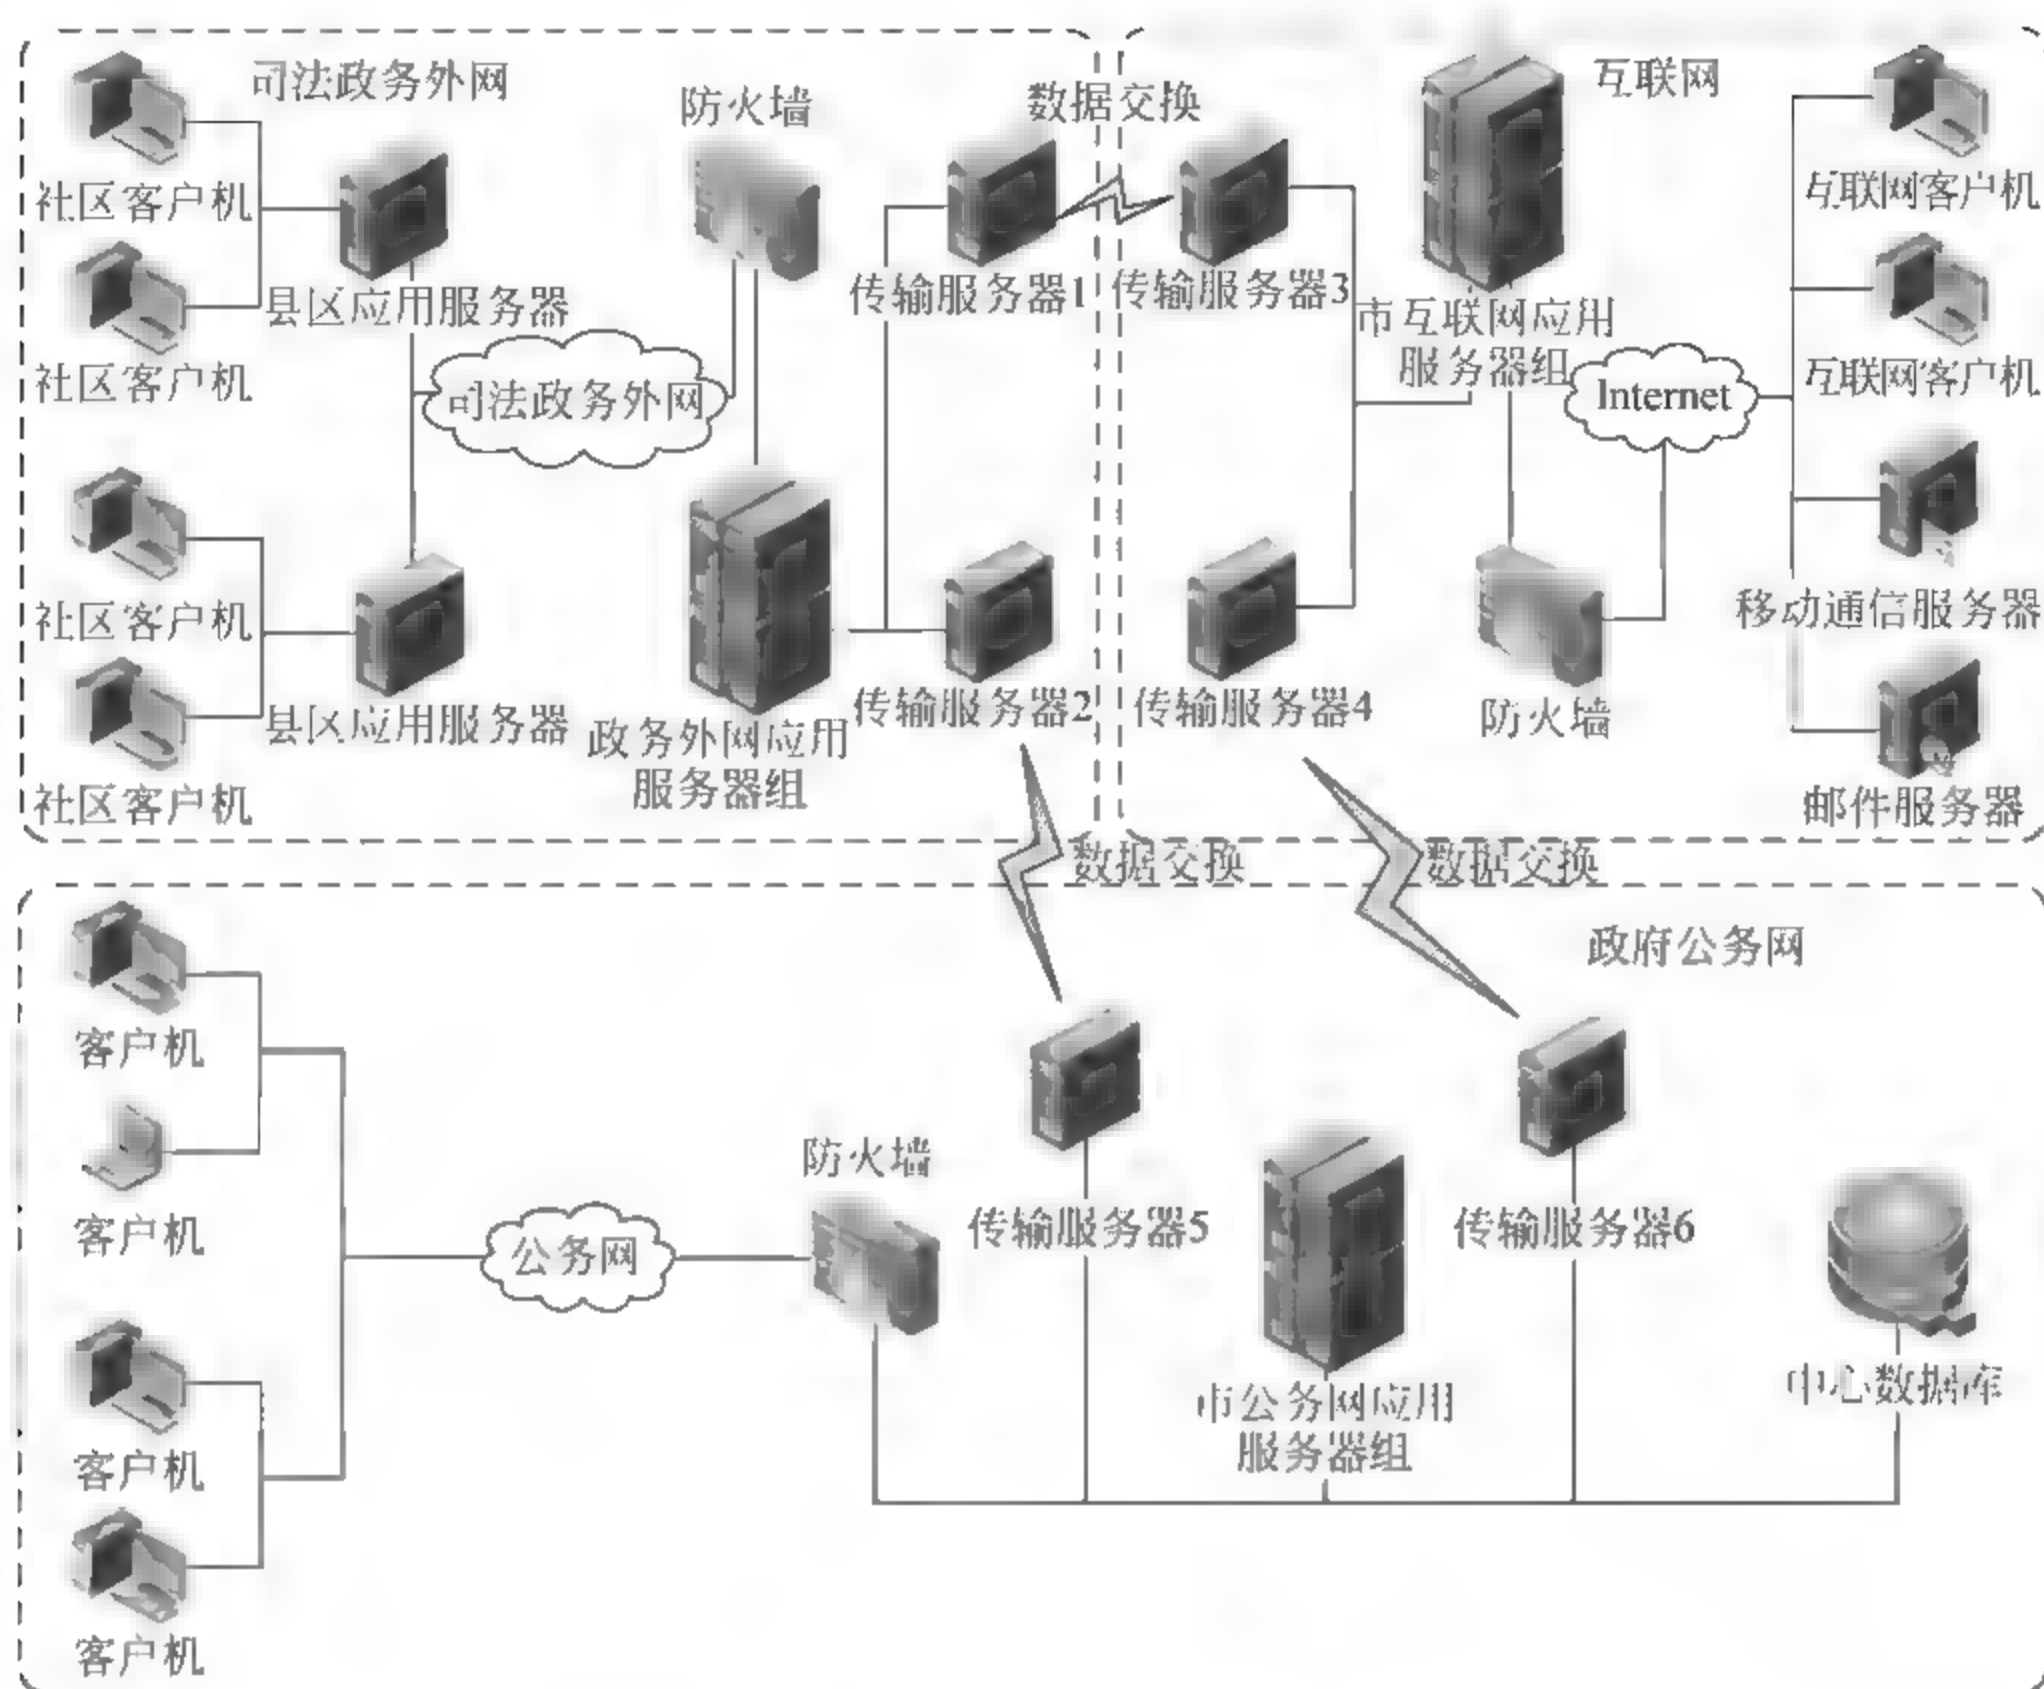 司法政务外网
防火墙
数据交换
互联网
社区客户机
县区应用服务器
传输服务器1
传输服务器3
市互联网应用
服务器组
互联网客户机
社区客户机
司法政务外网
Internet
互联网客户机
社区客户机
县区应用服务器
政务外网应用
服务器组
传输服务器2
传输服务器4
防火墙
移动通信服务器
社区客户机
邮件服务器
数据交换
数据交换
政府公务网
客户机
客户机
公务网
防火墙
传输服务器5
传输服务器6
市公务网应用
服务器组
中心数据库
客户机
客户机